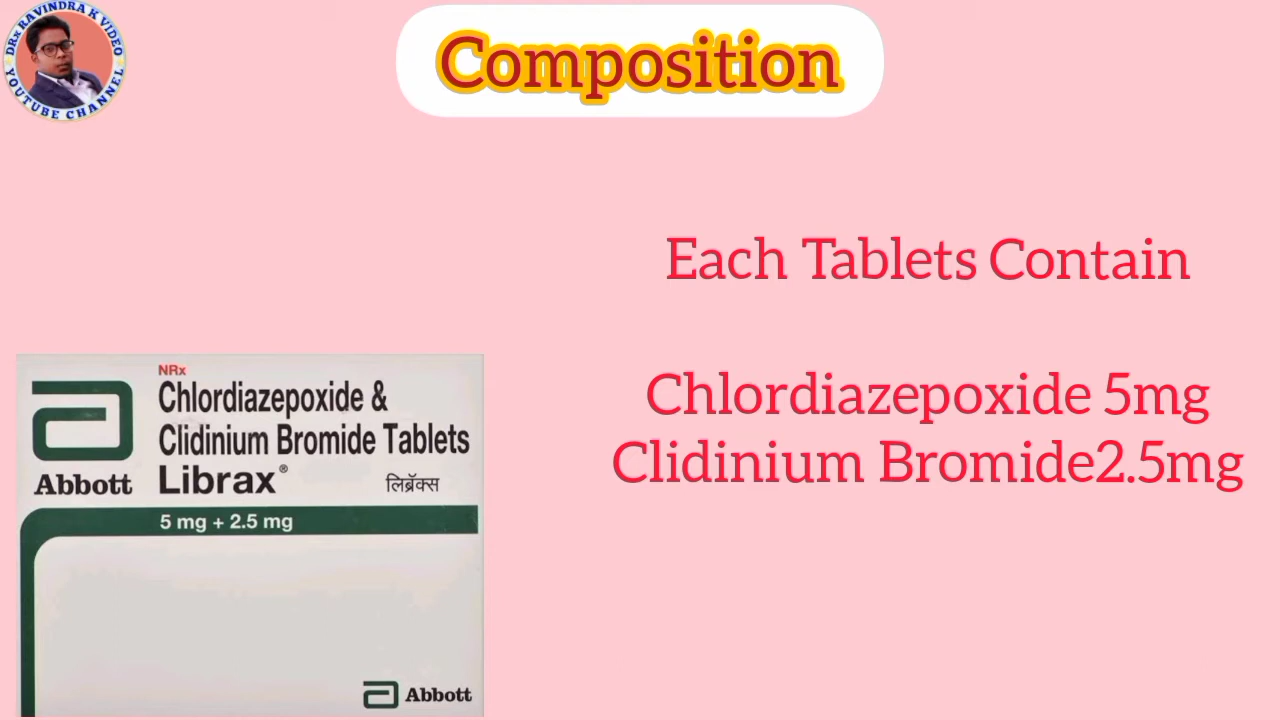 DRx RAVINDRA K VIDEO
YOUTUBE CHANNEL
Composition
Each Tablets Contain
Chlordiazepoxide 5mg
Clidinium Bromide2.5mg
NRx
Chlordiazepoxide &
Clidinium Bromide Tablets
Librax® लिब्रॅक्स
Abbott
5 mg + 2.5 mg
Abbott